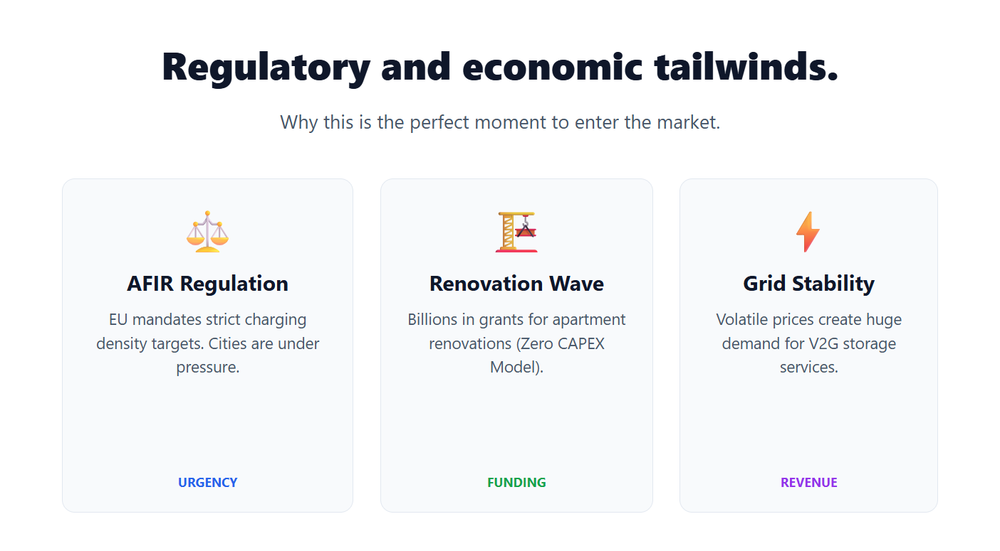 Regulatory and economic tailwinds.
Why this is the perfect moment to enter the market.
AFIR Regulation
EU mandates strict charging
density targets. Cities are under
pressure.
URGENCY
Renovation Wave
Billions in grants for apartment
renovations (Zero CAPEX
Model).
FUNDING
Grid Stability
Volatile prices create huge
demand for V2G storage
services.
REVENUE